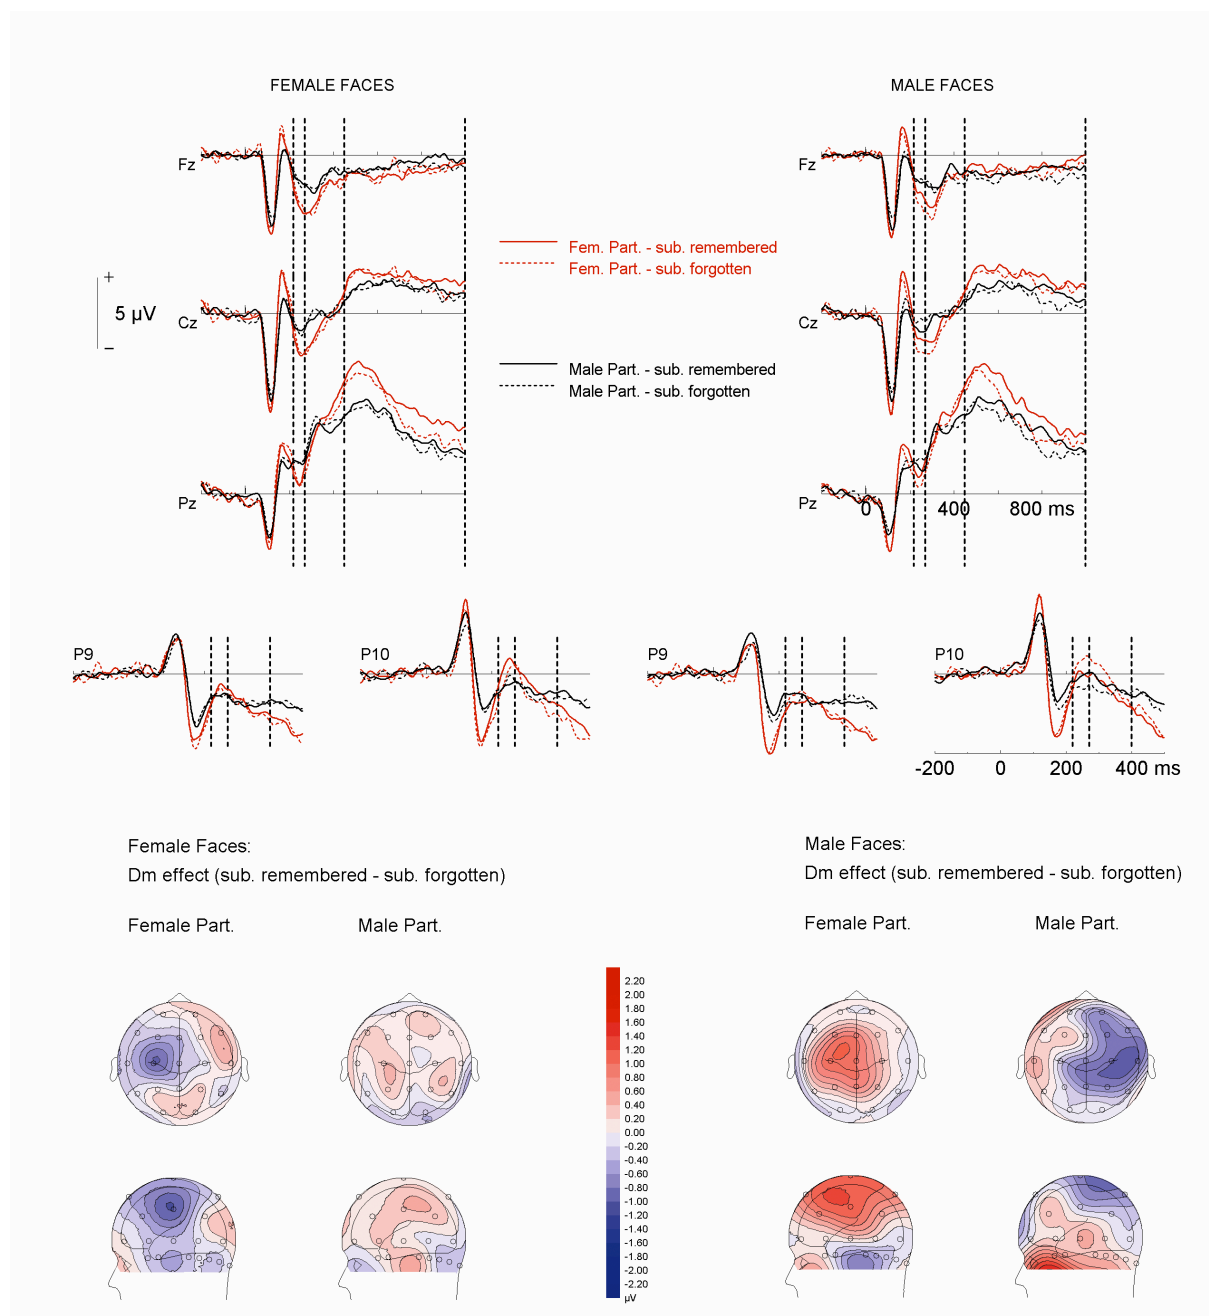 FEMALE FACES
MALE FACES
Fz
Fz
Fem. Part. - sub. remembered
Fem. Part. - sub. forgotten
+
5 µV
−
Cz
Cz
Male Part. - sub. remembered
Male Part. - sub. forgotten
Pz
Pz
0 400 800 ms
P9
P10
P9
P10
-200 0 200 400 ms
Female Faces:
Dm effect (sub. remembered - sub. forgotten)
Male Faces:
Dm effect (sub. remembered - sub. forgotten)
Female Part.
Male Part.
Female Part.
Male Part.
2.20
2.00
1.80
1.60
1.40
1.20
1.00
0.80
0.60
0.40
0.20
0.00
-0.20
-0.40
-0.60
-0.80
-1.00
-1.20
-1.40
-1.60
-1.80
-2.00
-2.20
µV